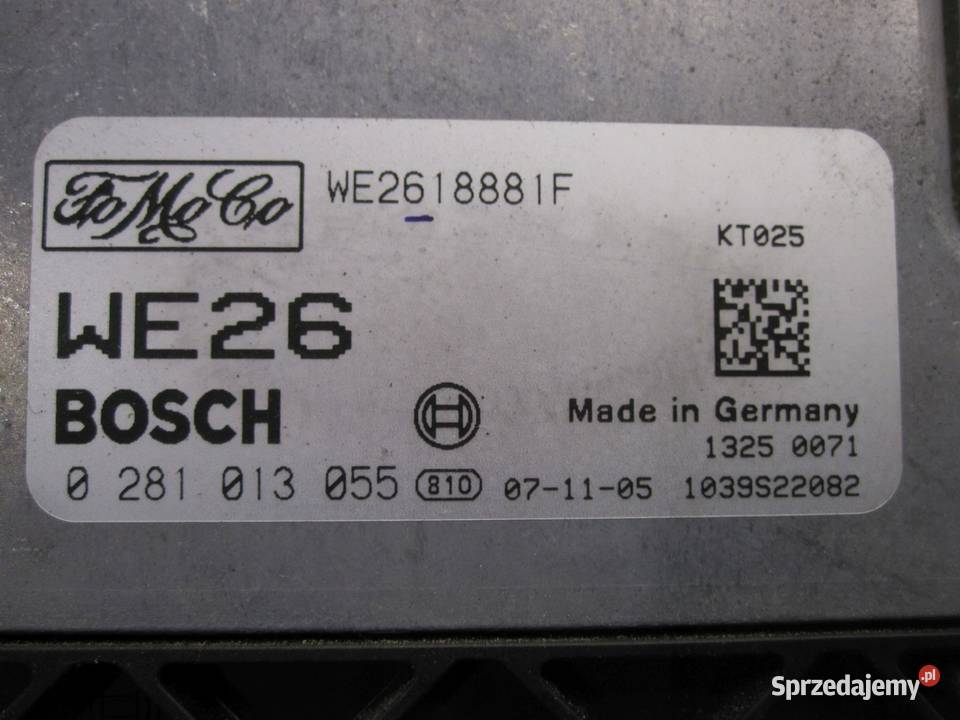 FoMoCo WE2618881F
KT025
WE26
BOSCH
Made in Germany
1325 0071
0 281 013 055 810 07-11-05 1039S22082
Sprzedajemy.pl